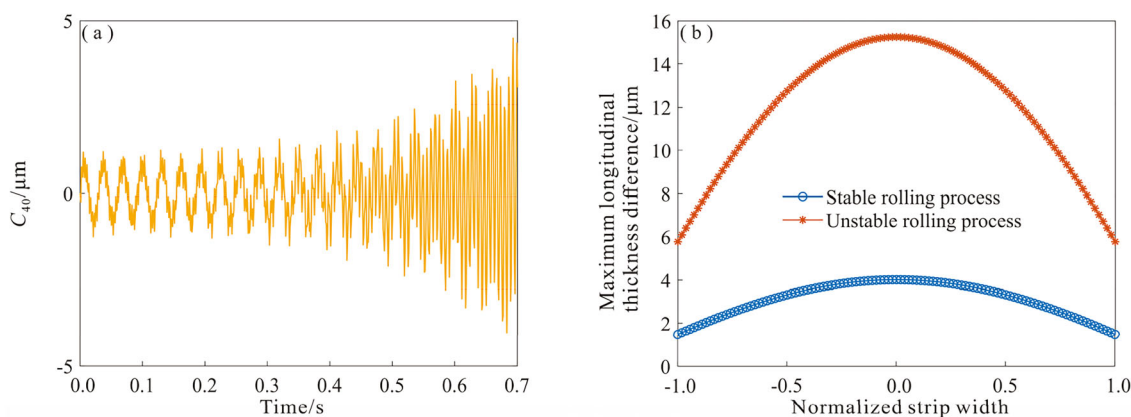 (a)
5
0
-5
C40/μm
0.0 0.1 0.2 0.3 0.4 0.5 0.6 0.7
Time/s
(b)
16
14
12
10
8
6
4
2
0
Maximum longitudinal
thickness difference/μm
Stable rolling process
Unstable rolling process
-1.0 -0.5 0.0 0.5 1.0
Normalized strip width